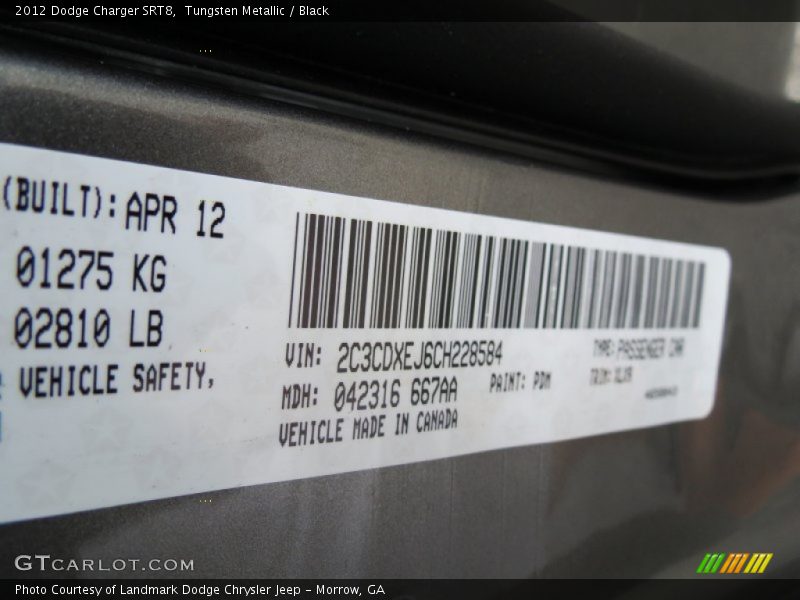 2012 Dodge Charger SRT8,  Tungsten Metallic / Black
(BUILT): APR 12
01275 KG
02810 LB
VEHICLE SAFETY,
VIN: 2C3CDXEJ6CH228584
TYPE: PASSENGER CAR
MDH: 042316 667AA
PAINT: PDM
TRIM:
VEHICLE MADE IN CANADA
GTCARLOT.COM
Photo Courtesy of Landmark Dodge Chrysler Jeep - Morrow, GA